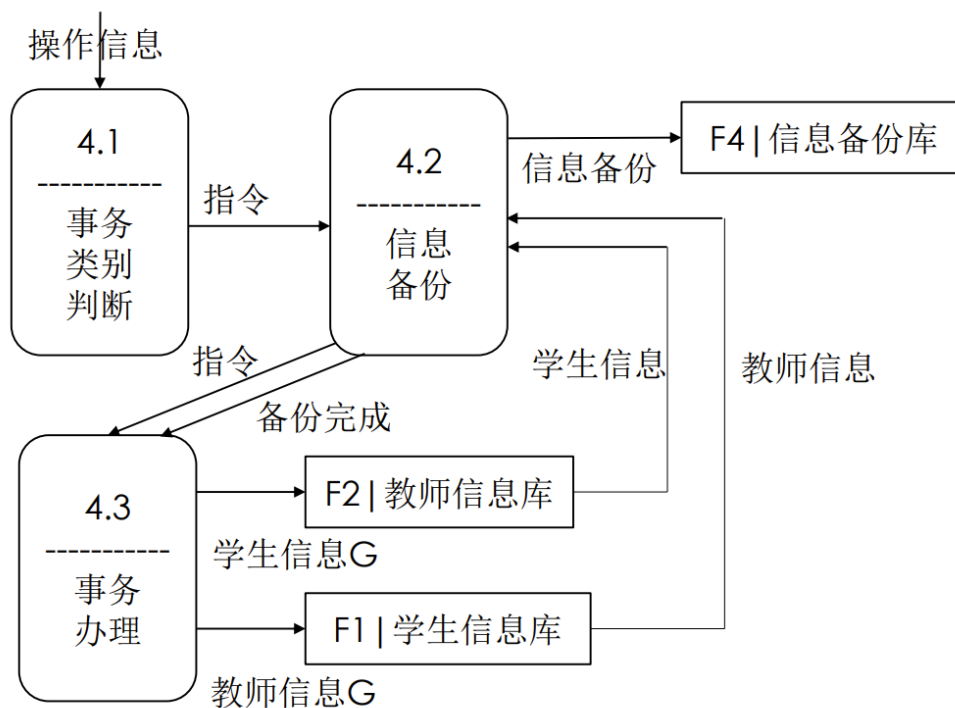 操作信息
4.1
-----------
事务
类别
判断
指令
4.2
-----------
信息
备份
信息备份
F4|信息备份库
指令
备份完成
学生信息
教师信息
4.3
-----------
事务
办理
F2|教师信息库
学生信息G
F1|学生信息库
教师信息G